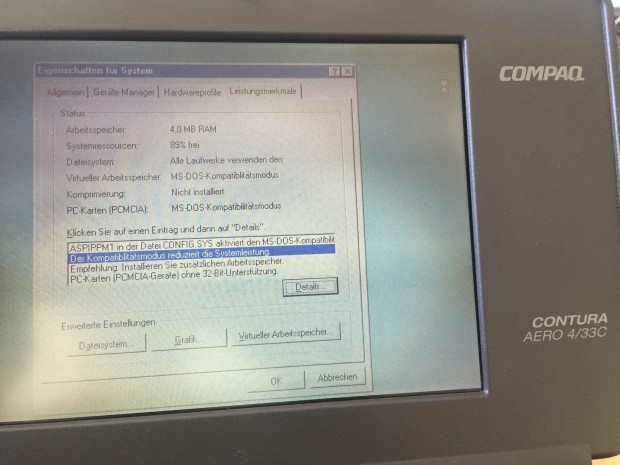 Eigenschaften für System
COMPAQ
Allgemein Geräte-Manager Hardwareprofile Leistungsmerkmale
Status
Arbeitsspeicher: 4.0 MB RAM
Systemressourcen: 89% frei
Dateisystem: Alle Laufwerke verwenden den
Virtueller Arbeitsspeicher: MS-DOS-Kompatiblitätsmodus
Komprimierung: Nicht installiert
PC-Karten (PCMCIA): MS-DOS-Kompatibilitätsmodus
Klicken Sie auf einen Eintrag und dann auf "Details".
ASPIPPM1 in der Datei CONFIG.SYS aktiviert den MS-DOS-Kompatibilit
Der Kompatiblitätsmodus reduziert die Systemleistung.
Empfehlung: Installieren Sie zusätzlichen Arbeitsspeicher.
PC-Karten (PCMCIA-Geräte) ohne 32-Bit-Unterstützung.
Details...
Erweiterte Einstellungen
Dateisystem... Grafik... Virtueller Arbeitsspeicher...
OK Abbrechen
CONTURA
AERO 4/33C